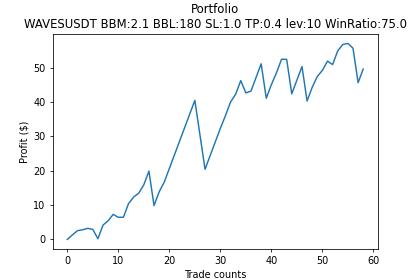 Portfolio
WAVESUSDT BBM:2.1 BBL:180 SL:1.0 TP:0.4 lev:10 WinRatio:75.0
Profit ($)
50
40
30
20
10
0
0 10 20 30 40 50 60
Trade counts